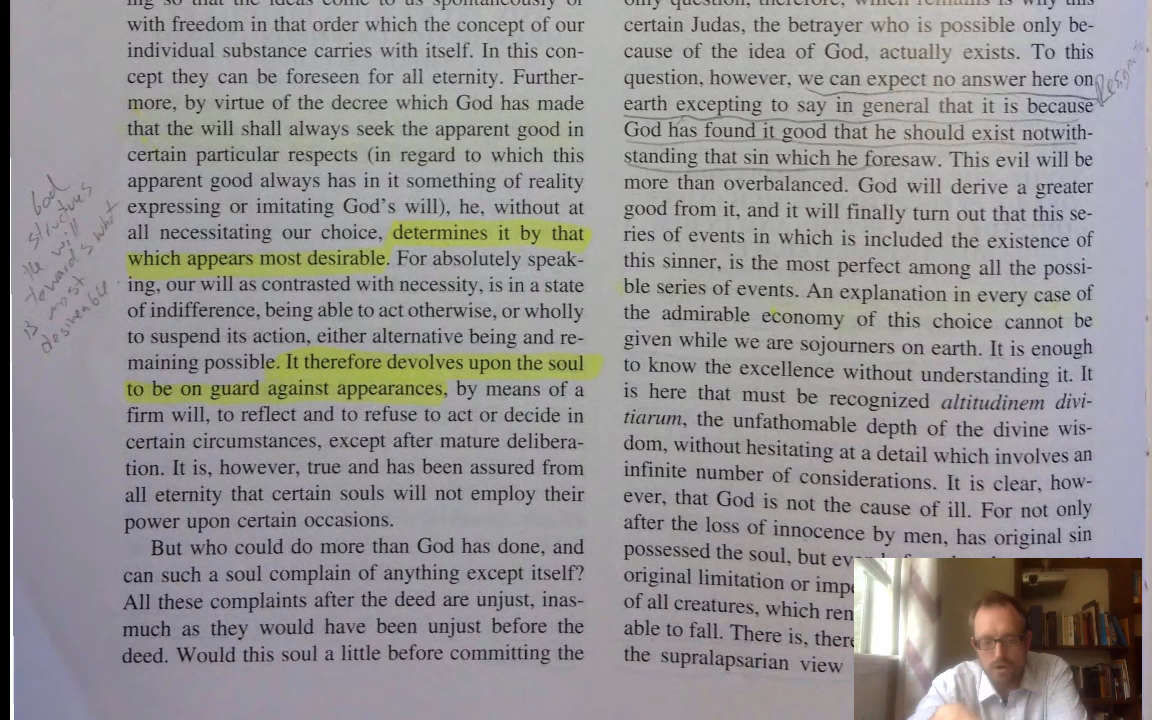 ing so that the ideas come to us spontaneously or
with freedom in that order which the concept of our
individual substance carries with itself. In this con-
cept they can be foreseen for all eternity. Further-
more, by virtue of the decree which God has made
that the will shall always seek the apparent good in
certain particular respects (in regard to which this
apparent good always has in it something of reality
expressing or imitating God's will), he, without at
all necessitating our choice, determines it by that
which appears most desirable. For absolutely speak-
ing, our will as contrasted with necessity, is in a state
of indifference, being able to act otherwise, or wholly
to suspend its action, either alternative being and re-
maining possible. It therefore devolves upon the soul
to be on guard against appearances, by means of a
firm will, to reflect and to refuse to act or decide in
certain circumstances, except after mature delibera-
tion. It is, however, true and has been assured from
all eternity that certain souls will not employ their
power upon certain occasions.
But who could do more than God has done, and
can such a soul complain of anything except itself?
All these complaints after the deed are unjust, inas-
much as they would have been unjust before the
deed. Would this soul a little before committing the
God
structures
the will
towards what
is most
desireable
only question, therefore, which remains is why this
certain Judas, the betrayer who is possible only be-
cause of the idea of God, actually exists. To this
question, however, we can expect no answer here on
earth excepting to say in general that it is because
God has found it good that he should exist notwith-
standing that sin which he foresaw. This evil will be
more than overbalanced. God will derive a greater
good from it, and it will finally turn out that this se-
ries of events in which is included the existence of
this sinner, is the most perfect among all the possi-
ble series of events. An explanation in every case of
the admirable economy of this choice cannot be
given while we are sojourners on earth. It is enough
to know the excellence without understanding it. It
is here that must be recognized altitudinem divi-
tiarum, the unfathomable depth of the divine wis-
dom, without hesitating at a detail which involves an
infinite number of considerations. It is clear, how-
ever, that God is not the cause of ill. For not only
after the loss of innocence by men, has original sin
possessed the soul, but
original limitation or
of all creatures, which
able to fall. There is,
the supralapsarian view